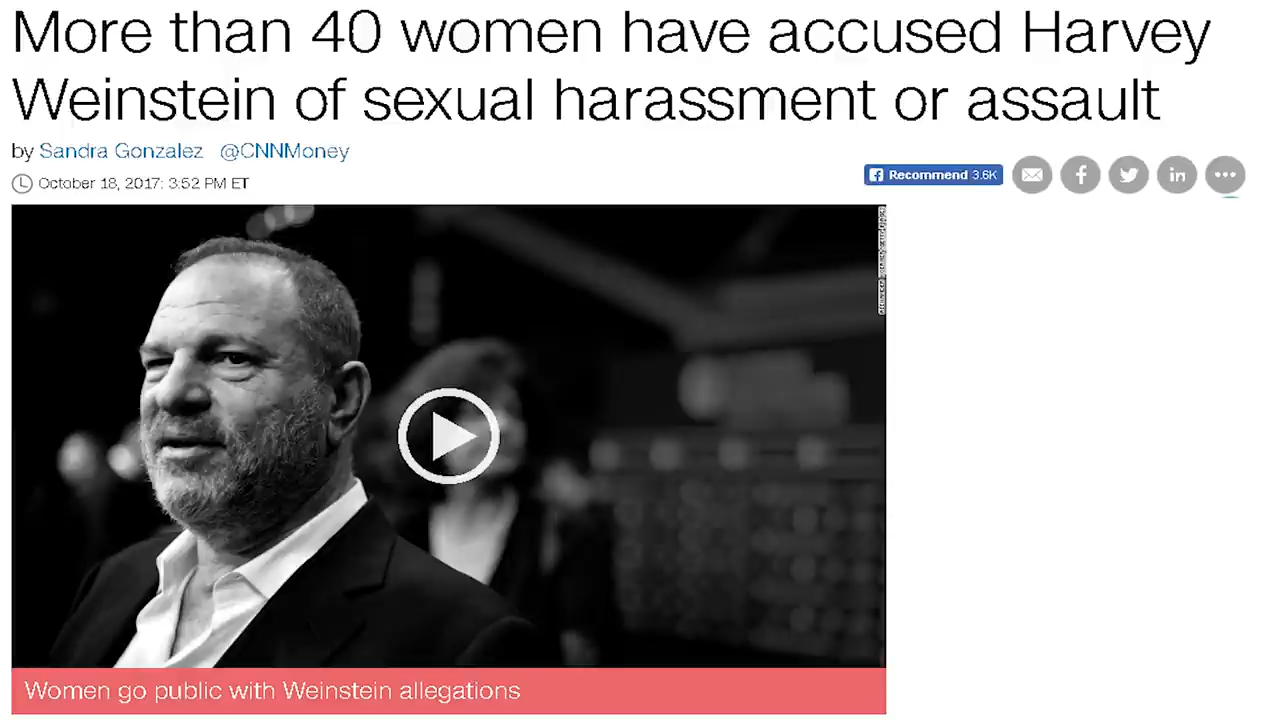 More than 40 women have accused Harvey
Weinstein of sexual harassment or assault
by Sandra Gonzalez @CNNMoney
October 18, 2017: 3:52 PM ET
Recommend 3.6K
Women go public with Weinstein allegations